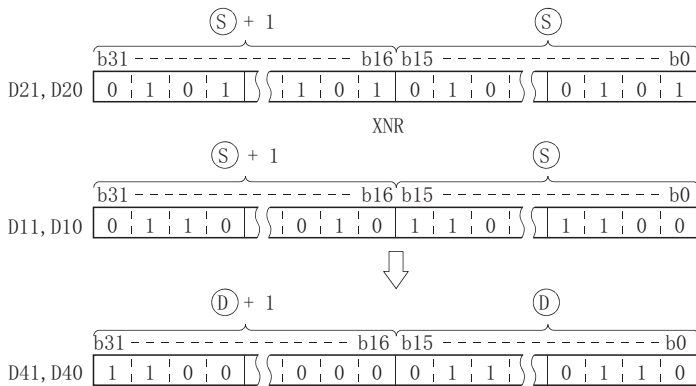 Ⓢ + 1 Ⓢ
b31 b16 b15 b0
D21, D20 0 1 0 1 1 0 1 0 1 0 0 1 0 1
XNR
Ⓢ + 1 Ⓢ
b31 b16 b15 b0
D11, D10 0 1 1 0 0 1 0 1 1 0 1 1 0 0
Ⓓ + 1 Ⓓ
b31 b16 b15 b0
D41, D40 1 1 0 0 0 0 0 0 1 1 0 1 1 0